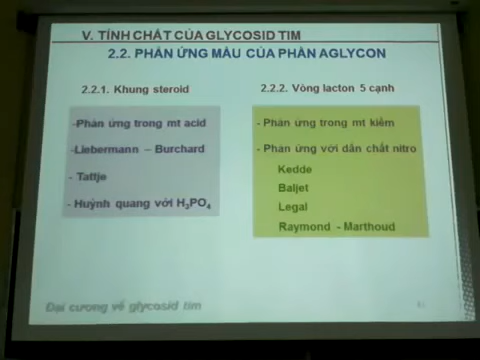 V. TÍNH CHẤT CỦA GLYCOSID TIM
2.2. PHẢN ỨNG MÀU CỦA PHẦN AGLYCON
2.2.1. Khung steroid
-Phản ứng trong mt acid
-Liebermann – Burchard
- Tattje
- Huỳnh quang với H₃PO₄
2.2.2. Vòng lacton 5 cạnh
- Phản ứng trong mt kiềm
- Phản ứng với dẫn chất nitro
Kedde
Baljet
Legal
Raymond - Marthoud
Đại cương về glycosid tim